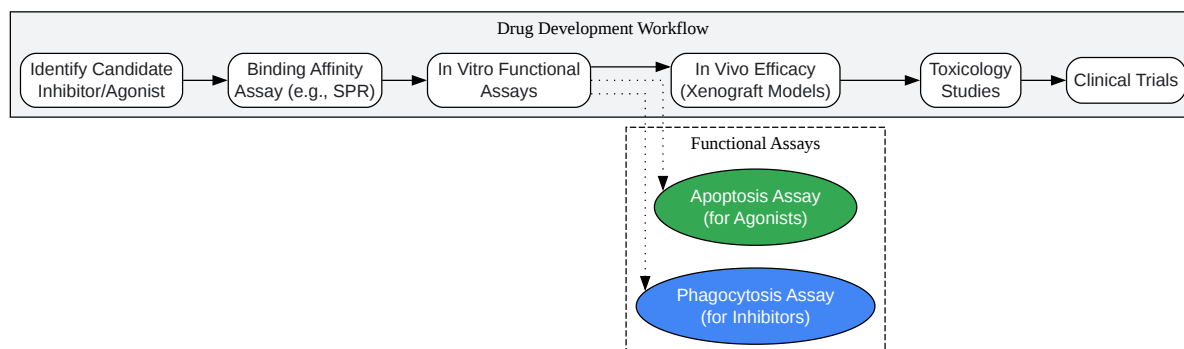 Drug Development Workflow
Identify Candidate
Inhibitor/Agonist
Binding Affinity
Assay (e.g., SPR)
In Vitro Functional
Assays
In Vivo Efficacy
(Xenograft Models)
Toxicology
Studies
Clinical Trials
Functional Assays
Apoptosis Assay
(for Agonists)
Phagocytosis Assay
(for Inhibitors)